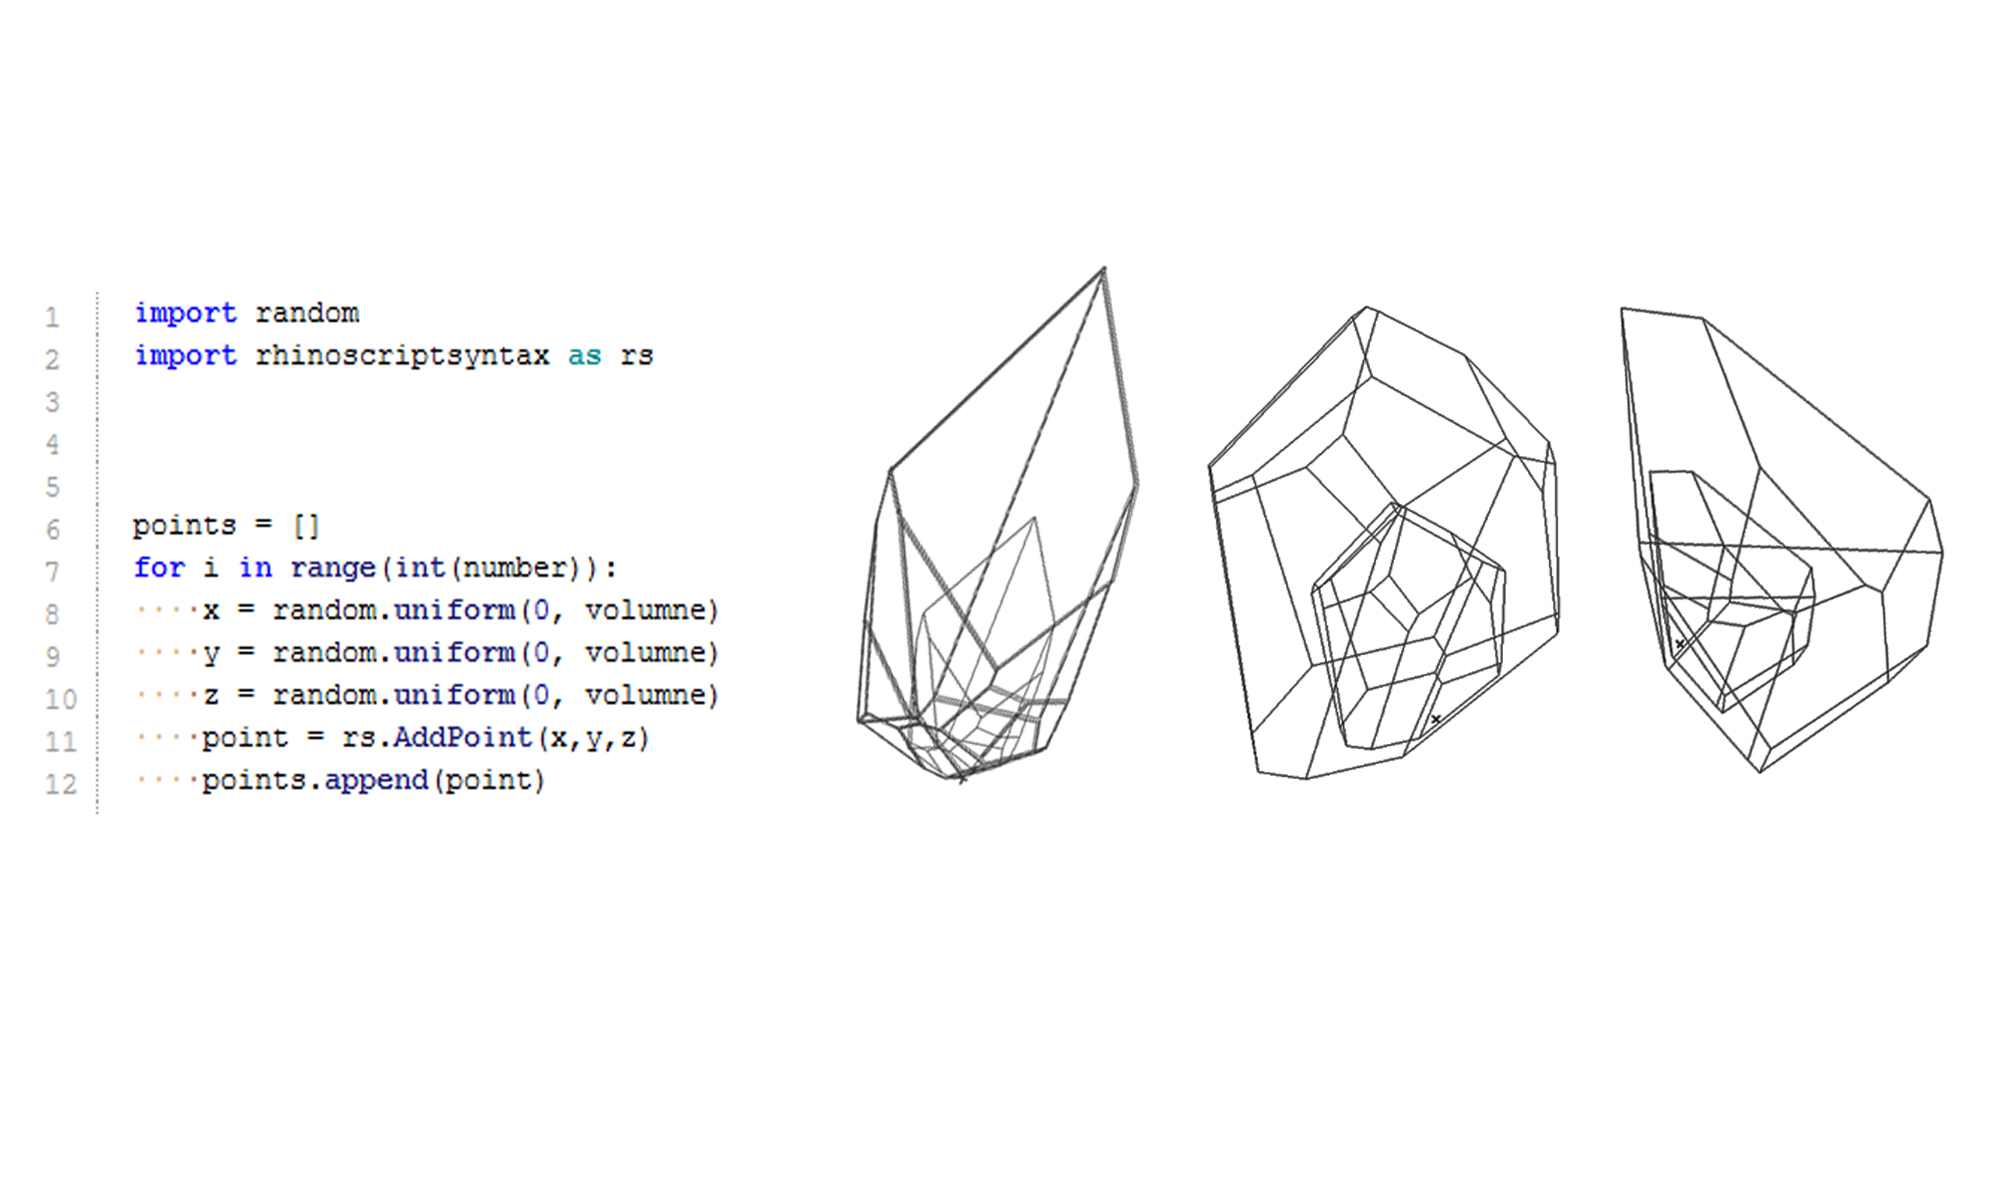 1 import random
2 import rhinoscriptsyntax as rs
3
4
5
6 points = []
7 for i in range(int(number)):
8 ····x = random.uniform(0, volumne)
9 ····y = random.uniform(0, volumne)
10 ····z = random.uniform(0, volumne)
11 ····point = rs.AddPoint(x,y,z)
12 ····points.append(point)